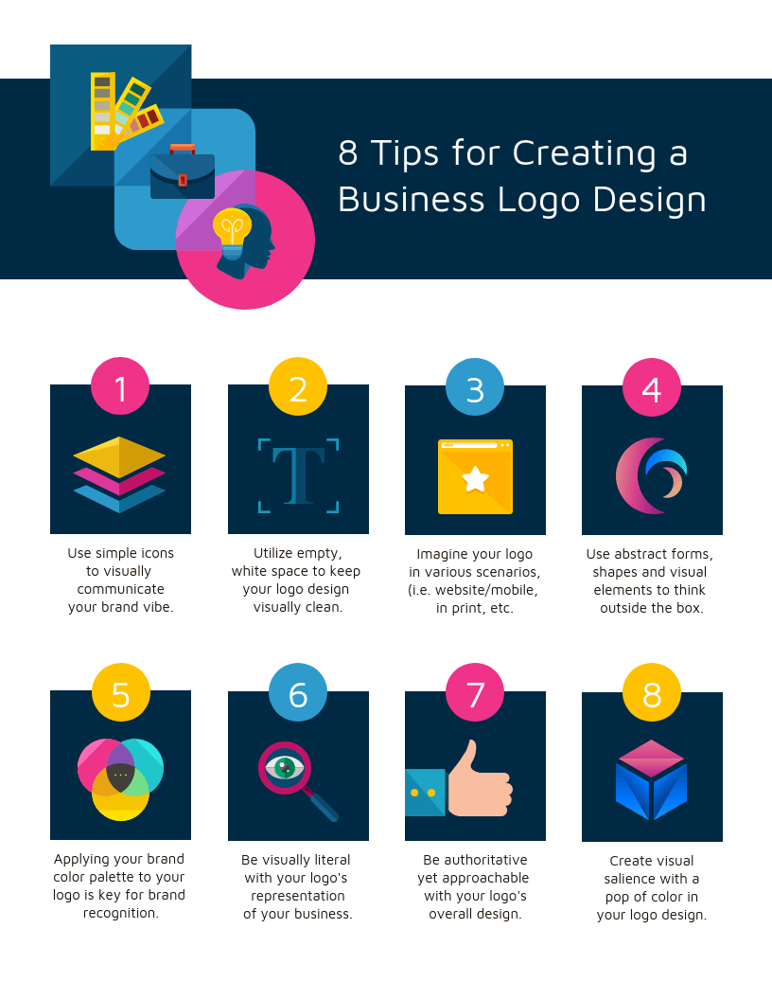 8 Tips for Creating a
Business Logo Design
1
Use simple icons
to visually
communicate
your brand vibe.
2
T
Utilize empty,
white space to keep
your logo design
visually clean.
3
Imagine your logo
in various scenarios,
(i.e. website/mobile,
in print, etc.
4
Use abstract forms,
shapes and visual
elements to think
outside the box.
5
Applying your brand
color palette to your
logo is key for brand
recognition.
6
Be visually literal
with your logo's
representation
of your business.
7
Be authoritative
yet approachable
with your logo's
overall design.
8
Create visual
salience with a
pop of color in
your logo design.